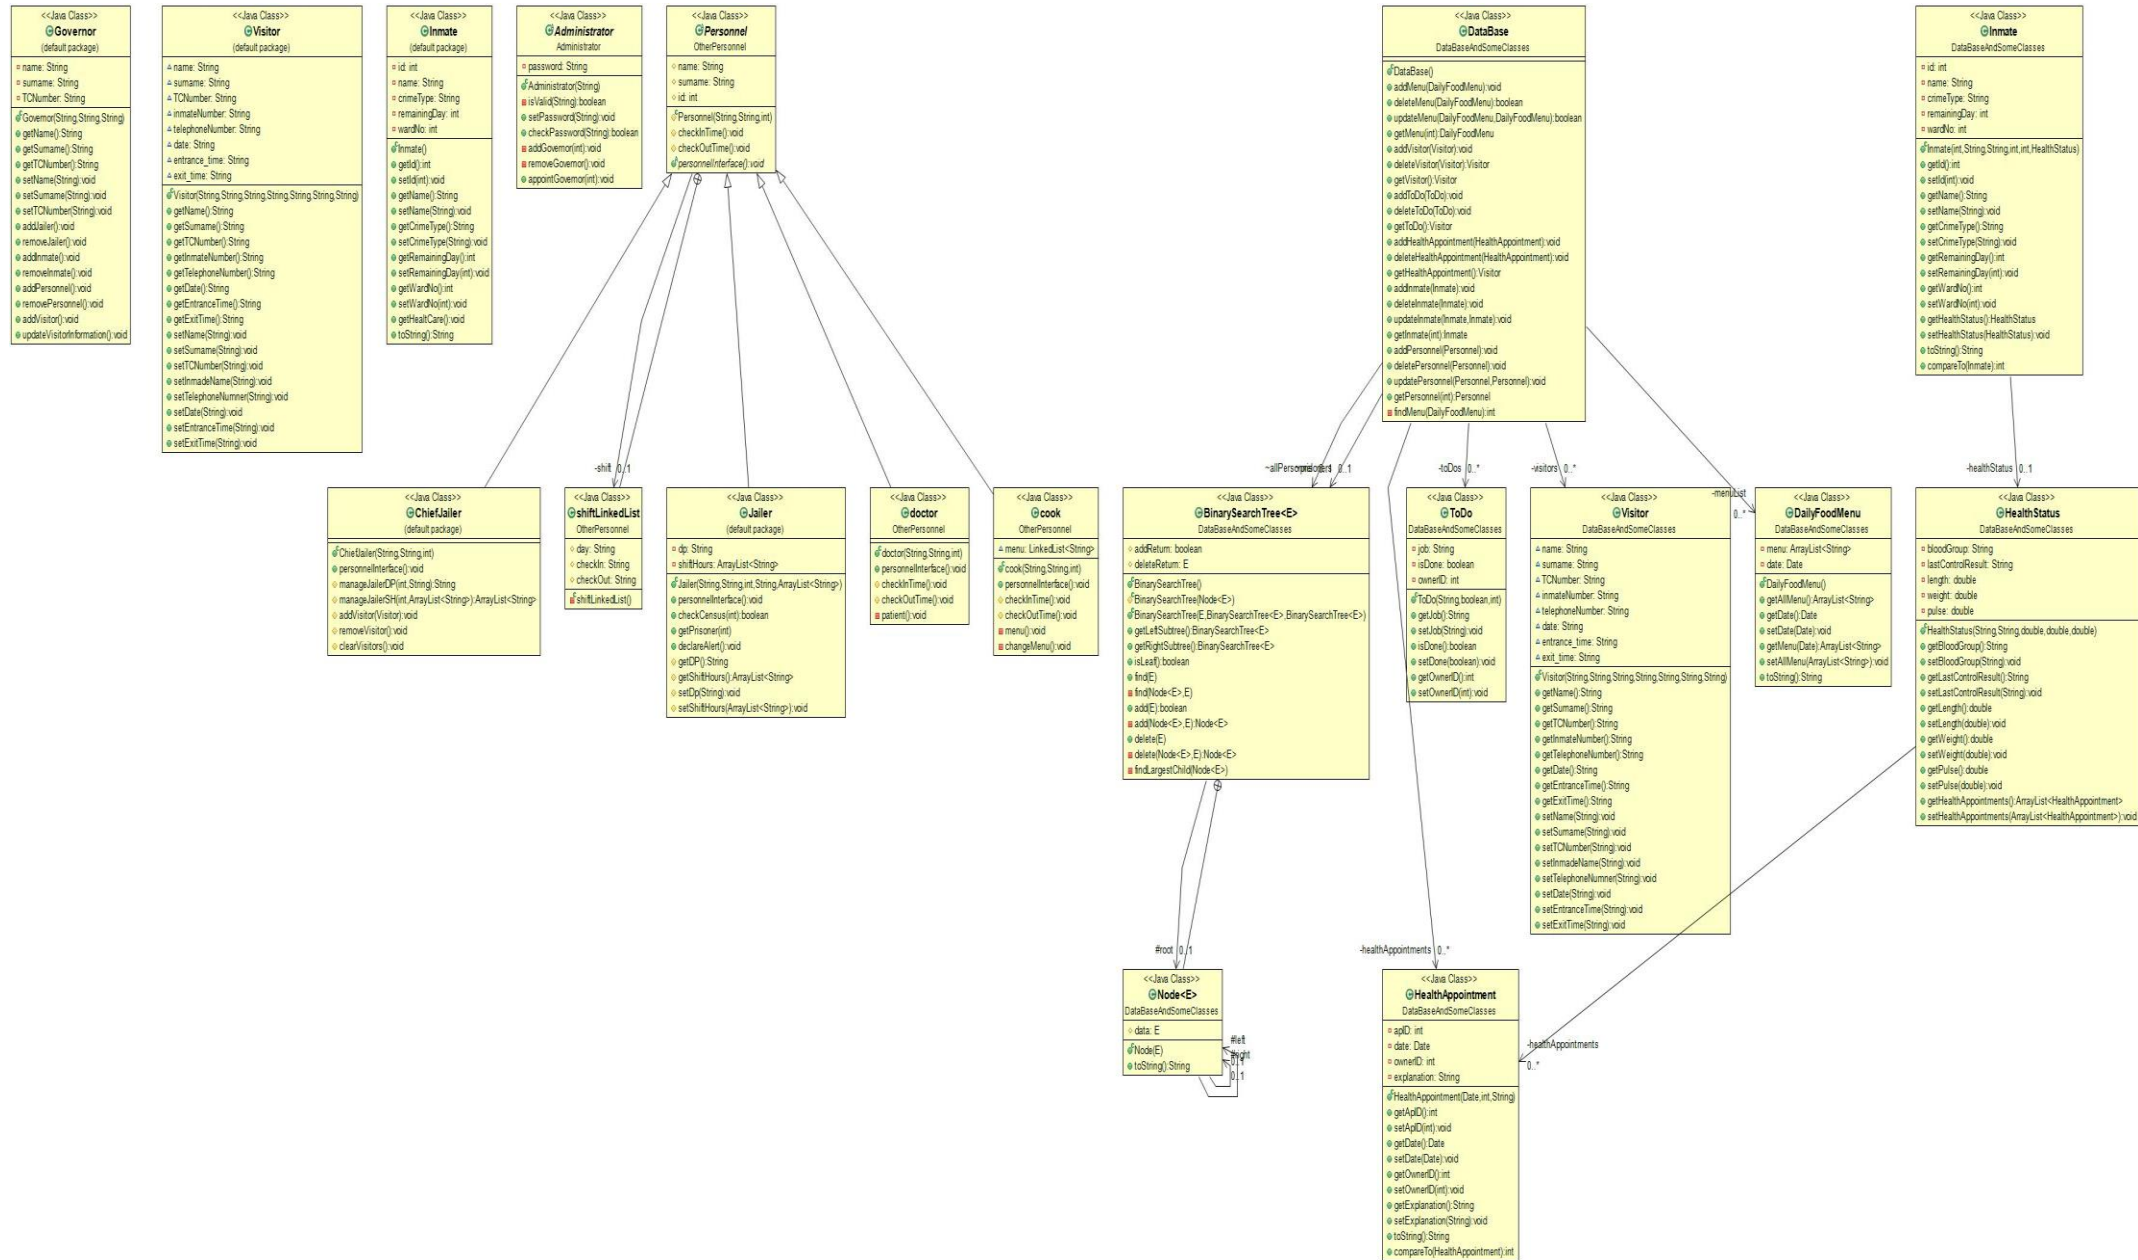 <<Java Class>>
Governor
(default package)
name: String
surname: String
TCNumber: String
Governor(String,String,String)
getName():String
getSurname():String
getTCNumber():String
setName(String):void
setSurname(String):void
setTCNumber(String):void
addJailer():void
removeJailer():void
addInmate():void
removeInmate():void
addPersonnel():void
removePersonnel():void
addVisitor():void
updateVisitorInformation():void
<<Java Class>>
Visitor
(default package)
name: String
surname: String
TCNumber: String
inmateNumber: String
telephoneNumber: String
date: String
entrance_time: String
exit_time: String
Visitor(String,String,String,String,String,String,String)
getName():String
getSurname():String
getTCNumber():String
getInmateNumber():String
getTelephoneNumber():String
getDate():String
getEntranceTime():String
getExitTime():String
setName(String):void
setSurname(String):void
setTCNumber(String):void
setInmadeName(String):void
setTelephoneNumner(String):void
setDate(String):void
setEntranceTime(String):void
setExitTime(String):void
<<Java Class>>
Inmate
(default package)
id: int
name: String
crimeType: String
remainingDay: int
wardNo: int
Inmate()
getId():int
setId(int):void
getName():String
setName(String):void
getCrimeType():String
setCrimeType(String):void
getRemainingDay():int
setRemainingDay(int):void
getWardNo():int
setWardNo(int):void
getHealtCare():void
toString():String
<<Java Class>>
Administrator
Administrator
password: String
Administrator(String)
isValid(String):boolean
setPassword(String):void
checkPassword(String):boolean
addGovernor(int):void
removeGovernor():void
appointGovernor(int):void
<<Java Class>>
Personnel
OtherPersonnel
name: String
surname: String
id: int
Personnel(String,String,int)
checkInTime():void
checkOutTime():void
personnelInterface():void
<<Java Class>>
DataBase
DataBaseAndSomeClasses
DataBase()
addMenu(DailyFoodMenu):void
deleteMenu(DailyFoodMenu):boolean
updateMenu(DailyFoodMenu,DailyFoodMenu):boolean
getMenu(int):DailyFoodMenu
addVisitor(Visitor):void
deleteVisitor(Visitor):Visitor
getVisitor():Visitor
addToDo(ToDo):void
deleteToDo(ToDo):void
getToDo():Visitor
addHealthAppointment(HealthAppointment):void
deleteHealthAppointment(HealthAppointment):void
getHealthAppointment():Visitor
addInmate(Inmate):void
deleteInmate(Inmate):void
updateInmate(Inmate,Inmate):void
getInmate(int):Inmate
addPersonnel(Personnel):void
deletePersonnel(Personnel):void
updatePersonnel(Personnel,Personnel):void
getPersonnel(int):Personnel
findMenu(DailyFoodMenu):int
<<Java Class>>
Inmate
DataBaseAndSomeClasses
id: int
name: String
crimeType: String
remainingDay: int
wardNo: int
Inmate(int,String,String,int,int,HealthStatus)
getId():int
setId(int):void
getName():String
setName(String):void
getCrimeType():String
setCrimeType(String):void
getRemainingDay():int
setRemainingDay(int):void
getWardNo():int
setWardNo(int):void
getHealthStatus():HealthStatus
setHealthStatus(HealthStatus):void
toString():String
compareTo(Inmate):int
-shift 0..1
0..1
-toDos 0..*
-visitors 0..*
-menuList
0..*
-healthStatus 0..1
<<Java Class>>
ChiefJailer
(default package)
ChiefJailer(String,String,int)
personnelInterface():void
manageJailerDP(int,String):String
manageJailerSH(int,ArrayList<String>):ArrayList<String>
addVisitor(Visitor):void
removeVisitor():void
clearVisitors():void
<<Java Class>>
shiftLinkedList
OtherPersonnel
day: String
checkIn: String
checkOut: String
shiftLinkedList()
<<Java Class>>
Jailer
(default package)
dp: String
shiftHours: ArrayList<String>
Jailer(String,String,int,String,ArrayList<String>)
personnelInterface():void
checkCensus(int):boolean
getPrisoner(int)
declareAlert():void
getDP():String
getShiftHours():ArrayList<String>
setDp(String):void
setShiftHours(ArrayList<String>):void
<<Java Class>>
doctor
OtherPersonnel
doctor(String,String,int)
personnelInterface():void
checkInTime():void
checkOutTime():void
patient():void
<<Java Class>>
cook
OtherPersonnel
menu: LinkedList<String>
cook(String,String,int)
personnelInterface():void
checkInTime():void
checkOutTime():void
menu():void
changeMenu():void
<<Java Class>>
BinarySearchTree<E>
DataBaseAndSomeClasses
addReturn: boolean
deleteReturn: E
BinarySearchTree()
BinarySearchTree(Node<E>)
BinarySearchTree(E,BinarySearchTree<E>,BinarySearchTree<E>)
getLeftSubtree():BinarySearchTree<E>
getRightSubtree():BinarySearchTree<E>
isLeaf():boolean
find(E)
find(Node<E>,E)
add(E):boolean
add(Node<E>,E):Node<E>
delete(E)
delete(Node<E>,E):Node<E>
findLargestChild(Node<E>)
<<Java Class>>
ToDo
DataBaseAndSomeClasses
job: String
isDone: boolean
ownerID: int
ToDo(String,boolean,int)
getJob():String
setJob(String):void
isDone():boolean
setDone(boolean):void
getOwnerID():int
setOwnerID(int):void
<<Java Class>>
Visitor
DataBaseAndSomeClasses
name: String
surname: String
TCNumber: String
inmateNumber: String
telephoneNumber: String
date: String
entrance_time: String
exit_time: String
Visitor(String,String,String,String,String,String,String)
getName():String
getSurname():String
getTCNumber():String
getInmateNumber():String
getTelephoneNumber():String
getDate():String
getEntranceTime():String
getExitTime():String
setName(String):void
setSurname(String):void
setTCNumber(String):void
setInmadeName(String):void
setTelephoneNumner(String):void
setDate(String):void
setEntranceTime(String):void
setExitTime(String):void
<<Java Class>>
DailyFoodMenu
DataBaseAndSomeClasses
menu: ArrayList<String>
date: Date
DailyFoodMenu()
getAllMenu():ArrayList<String>
getDate():Date
setDate(Date):void
getMenu(Date):ArrayList<String>
setAllMenu(ArrayList<String>):void
toString():String
<<Java Class>>
HealthStatus
DataBaseAndSomeClasses
bloodGroup: String
lastControlResult: String
length: double
weight: double
pulse: double
HealthStatus(String,String,double,double,double)
getBloodGroup():String
setBloodGroup(String):void
getLastControlResult():String
setLastControlResult(String):void
getLength():double
setLength(double):void
getWeight():double
setWeight(double):void
getPulse():double
setPulse(double):void
getHealthAppointments():ArrayList<HealthAppointment>
setHealthAppointments(ArrayList<HealthAppointment>):void
#root 0..1
-healthAppointments 0..*
<<Java Class>>
Node<E>
DataBaseAndSomeClasses
data: E
Node(E)
toString():String
#left
#right
0..1
0..1
<<Java Class>>
HealthAppointment
DataBaseAndSomeClasses
apID: int
date: Date
ownerID: int
explanation: String
HealthAppointment(Date,int,String)
getApID():int
setApID(int):void
getDate():Date
setDate(Date):void
getOwnerID():int
setOwnerID(int):void
getExplanation():String
setExplanation(String):void
toString():String
compareTo(HealthAppointment):int
-healthAppointments
0..*